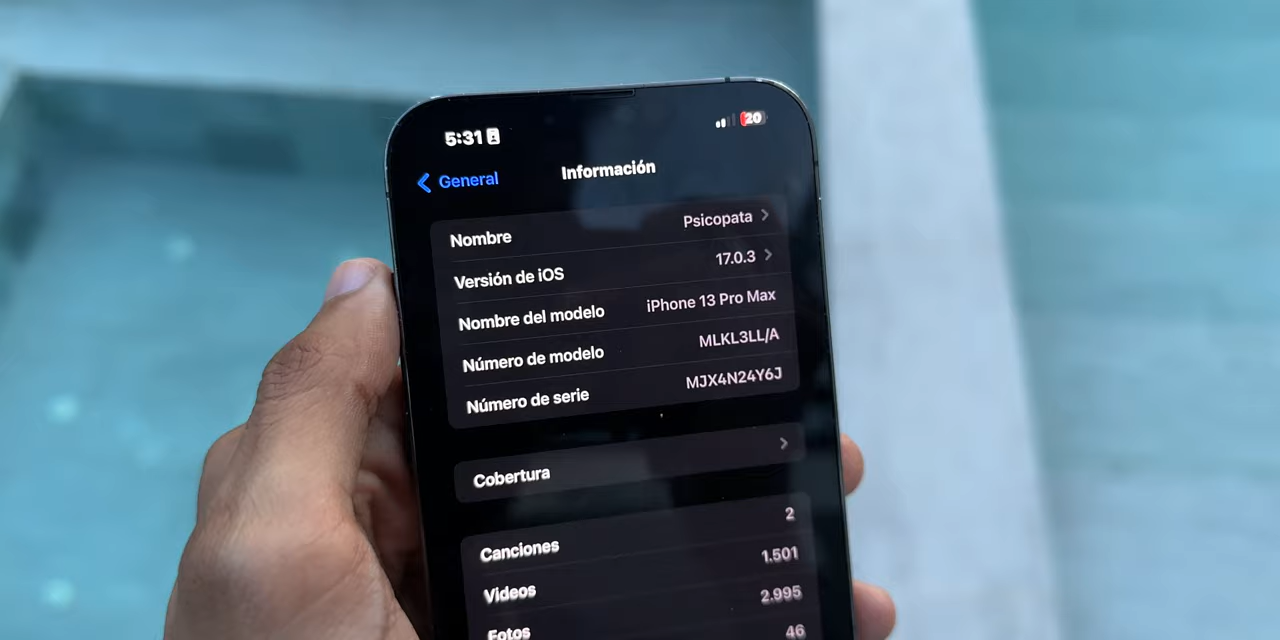 5:31
20
General
Información
Nombre Psicopata
Versión de iOS 17.0.3
Nombre del modelo iPhone 13 Pro Max
Número de modelo MLKL3LL/A
Número de serie MJX4N24Y6J
Cobertura
2
Canciones
1.501
Videos
2.995
Fotos
46